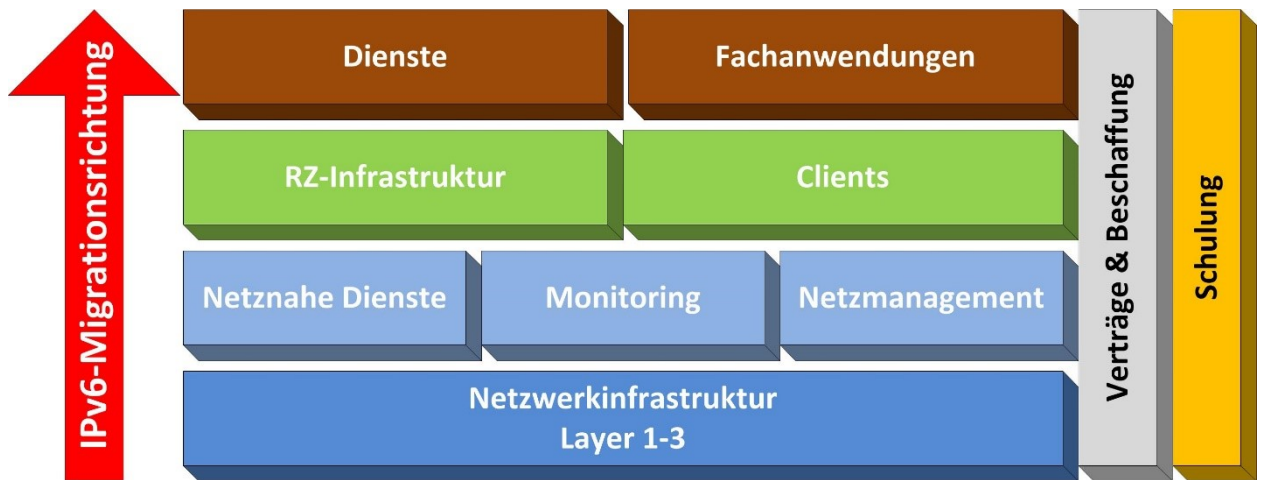 IPv6-Migrationsrichtung
Dienste
Fachanwendungen
RZ-Infrastruktur
Clients
Netznahe Dienste
Monitoring
Netzmanagement
Netzwerkinfrastruktur
Layer 1-3
Verträge & Beschaffung
Schulung